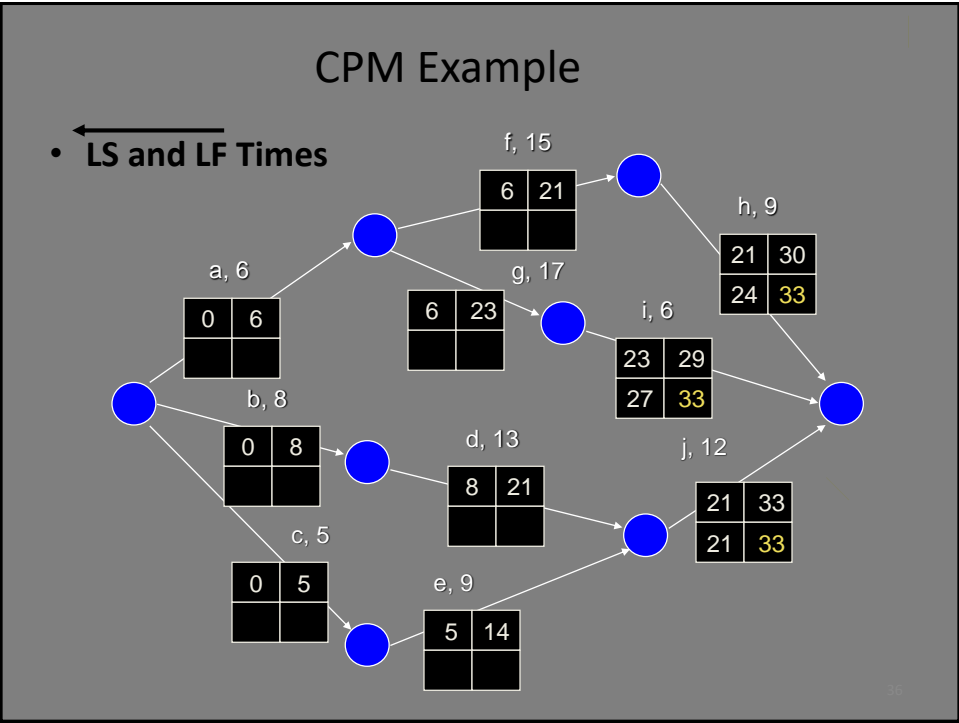 CPM Example
• LS and LF Times
f, 15
6 21
h, 9
21 30
24 33
a, 6
0 6
g, 17
6 23
i, 6
23 29
27 33
b, 8
0 8
d, 13
8 21
j, 12
21 33
21 33
c, 5
0 5
e, 9
5 14
36